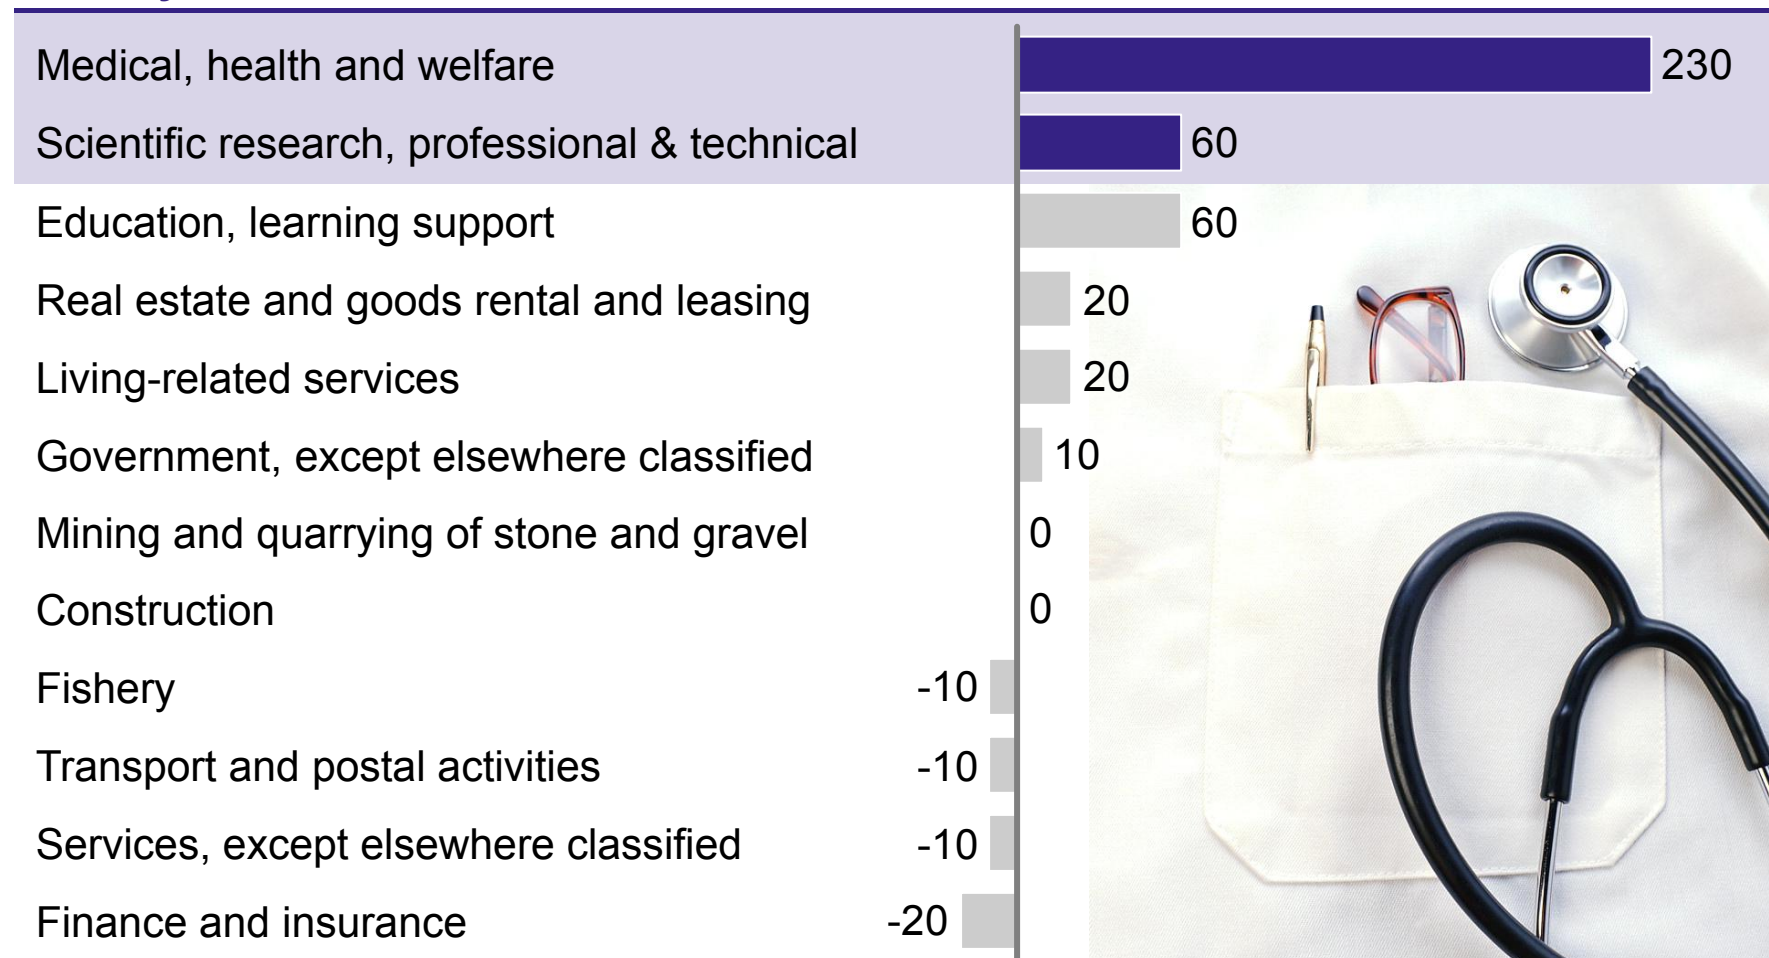 Medical, health and welfare 230
Scientific research, professional & technical 60
Education, learning support 60
Real estate and goods rental and leasing 20
Living-related services 20
Government, except elsewhere classified 10
Mining and quarrying of stone and gravel 0
Construction 0
Fishery -10
Transport and postal activities -10
Services, except elsewhere classified -10
Finance and insurance -20